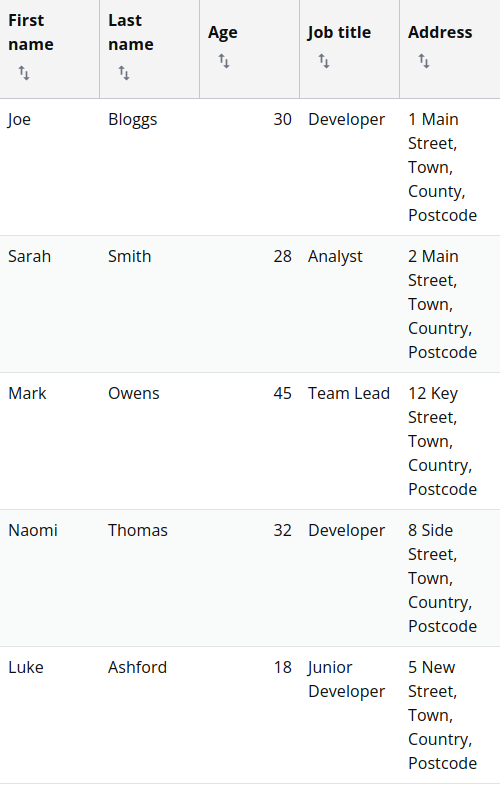 First name Last name Age Job title Address
Joe Bloggs 30 Developer 1 Main
Street,
Town,
County,
Postcode
Sarah Smith 28 Analyst 2 Main
Street,
Town,
Country,
Postcode
Mark Owens 45 Team Lead 12 Key
Street,
Town,
Country,
Postcode
Naomi Thomas 32 Developer 8 Side
Street,
Town,
Country,
Postcode
Luke Ashford 18 Junior Developer 5 New
Street,
Town,
Country,
Postcode